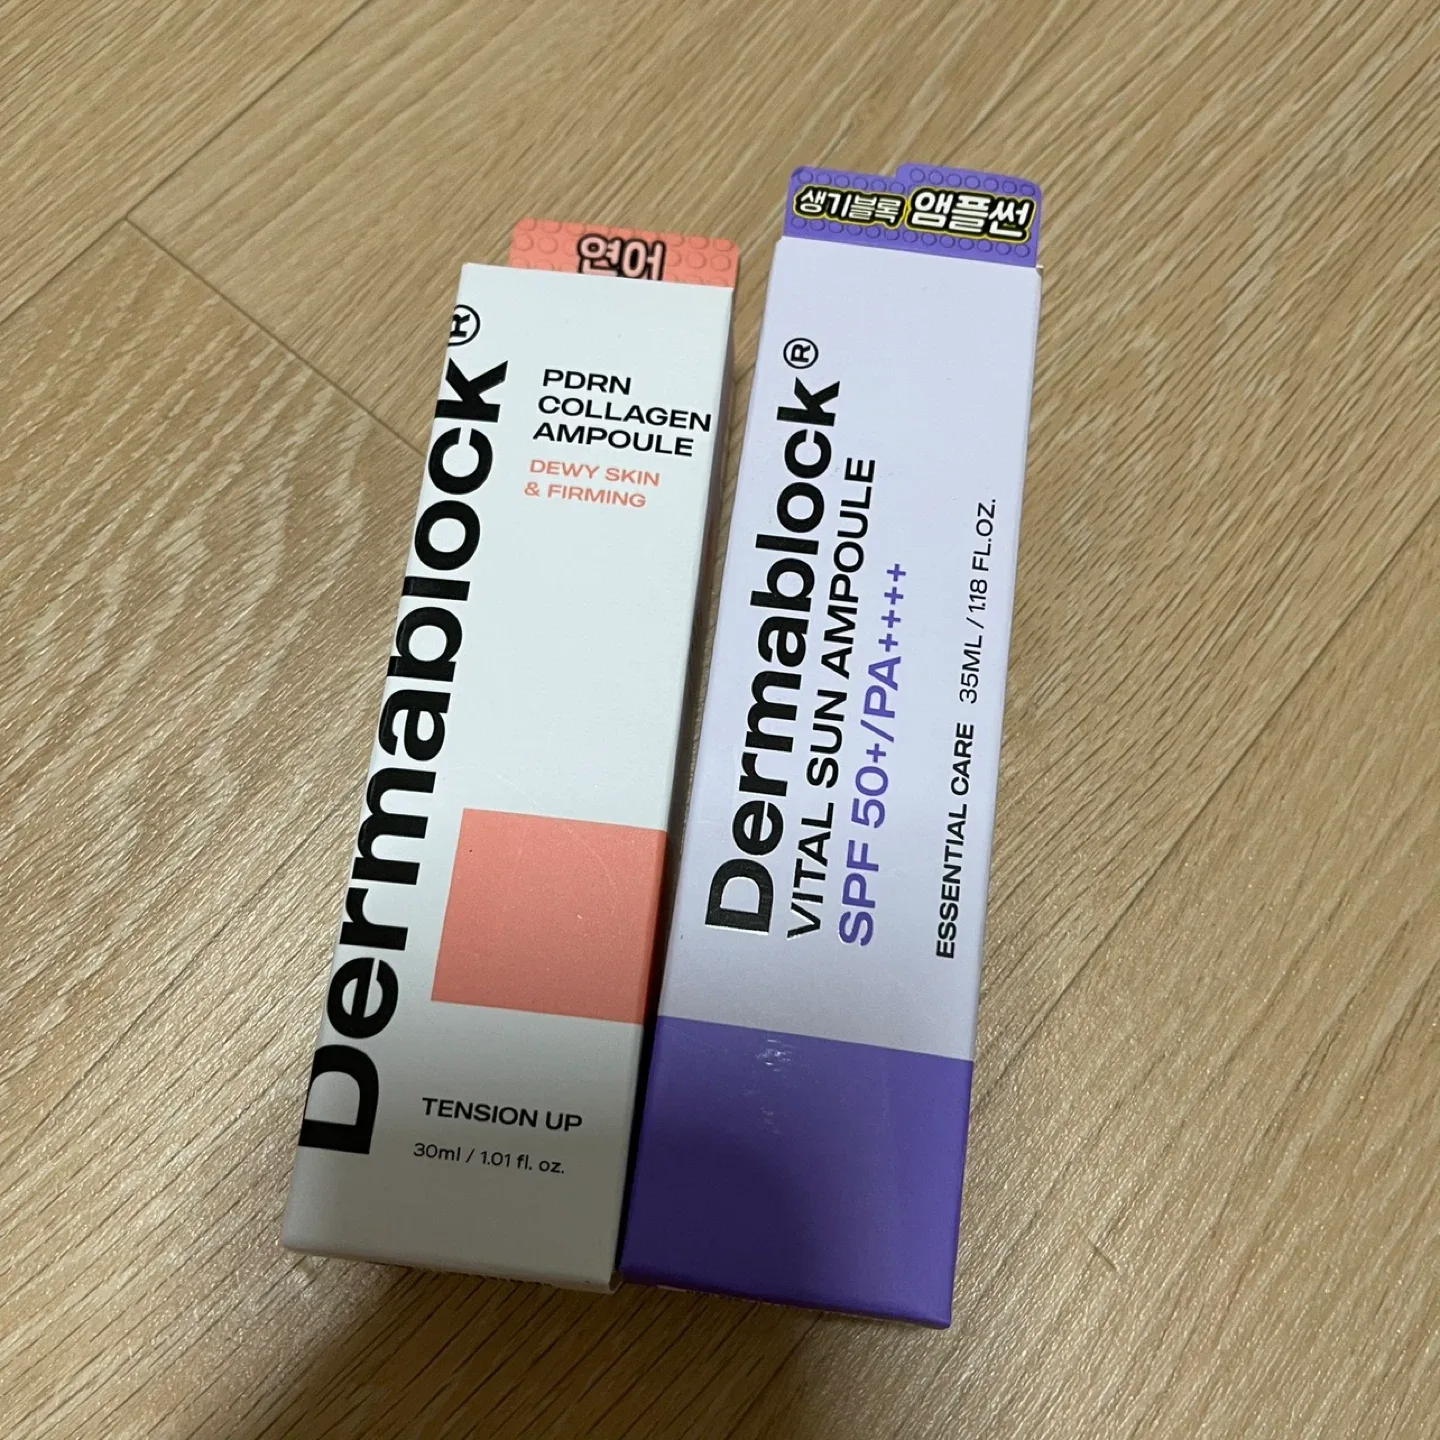 연어
Dermablock®
PDRN
COLLAGEN
AMPOULE
DEWY SKIN
& FIRMING
TENSION UP
30ml / 1.01 fl. oz.
생기블록 앰플썬
Dermablock®
VITAL SUN AMPOULE
SPF 50+/PA++++
ESSENTIAL CARE 35ML / 1.18 FL.OZ.